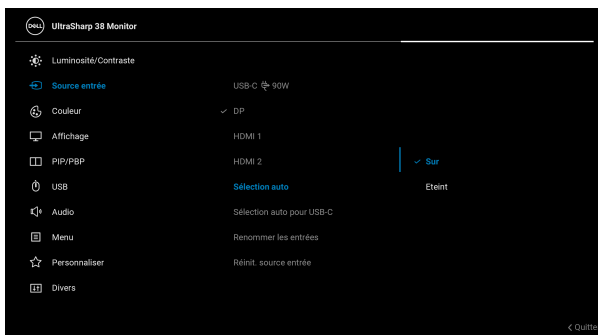 DELL UltraSharp 38 Monitor
Luminosité/Contraste
Source entrée USB-C 90W
Couleur ✓ DP
Affichage HDMI 1
PIP/PBP HDMI 2 ✓ Sur
USB Sélection auto Eteint
Audio Sélection auto pour USB-C
Menu Renommer les entrées
Personnaliser Réinit. source entrée
Divers
Quitte